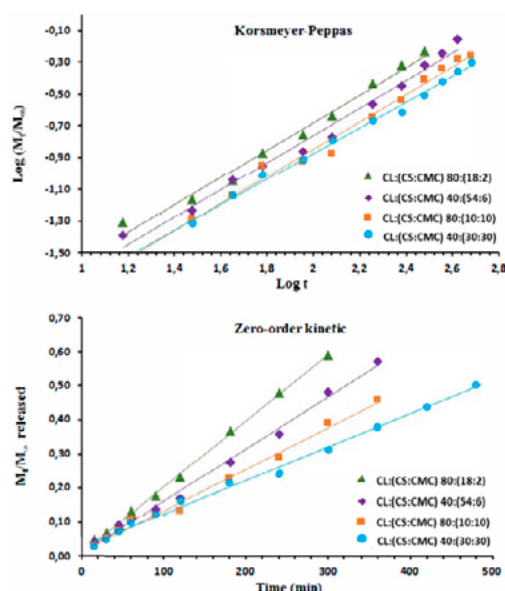 Korsmeyer-Peppas
-0,10
-0,30
-0,50
-0,70
-0,90
-1,10
-1,30
-1,50
Log (Mₜ/M∞)
CL:(CS:CMC) 80:(18:2)
CL:(CS:CMC) 40:(54:6)
CL:(CS:CMC) 80:(10:10)
CL:(CS:CMC) 40:(30:30)
1 1,2 1,4 1,6 1,8 2 2,2 2,4 2,6 2,8
Log t
Zero-order kinetic
0,70
0,60
0,50
0,40
0,30
0,20
0,10
0,00
Mₜ/M∞ released
CL:(CS:CMC) 80:(18:2)
CL:(CS:CMC) 40:(54:6)
CL:(CS:CMC) 80:(10:10)
CL:(CS:CMC) 40:(30:30)
0 100 200 300 400 500
Time (min)